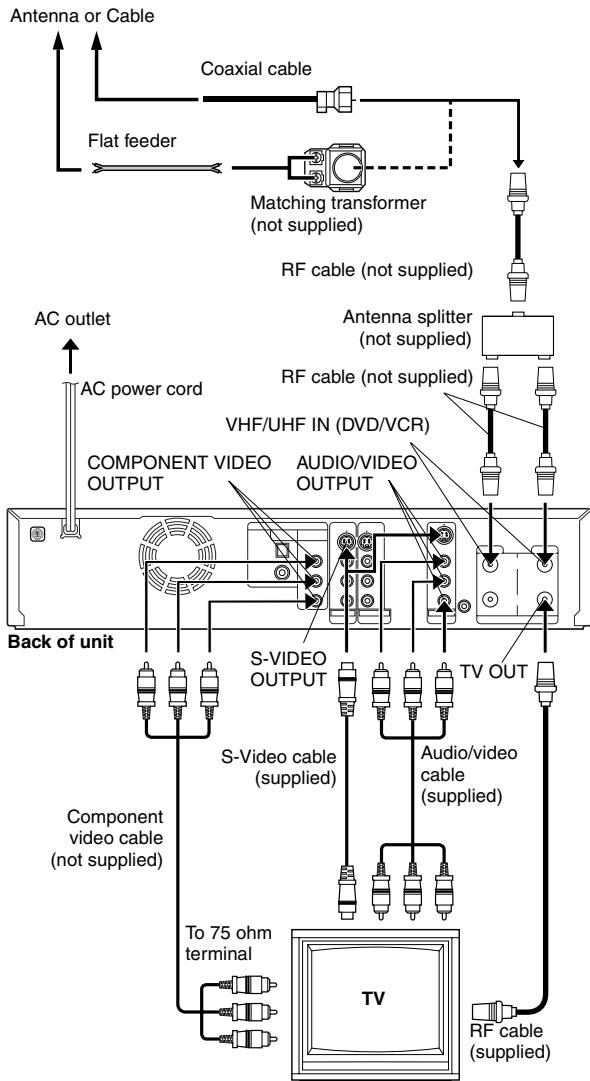 Antenna or Cable
Coaxial cable
Flat feeder
Matching transformer
(not supplied)
RF cable (not supplied)
AC outlet
Antenna splitter
(not supplied)
AC power cord
RF cable (not supplied)
VHF/UHF IN (DVD/VCR)
COMPONENT VIDEO
OUTPUT
AUDIO/VIDEO
OUTPUT
Back of unit
S-VIDEO
OUTPUT
TV OUT
S-Video cable
(supplied)
Audio/video
cable
(supplied)
Component
video cable
(not supplied)
To 75 ohm
terminal
TV
RF cable
(supplied)